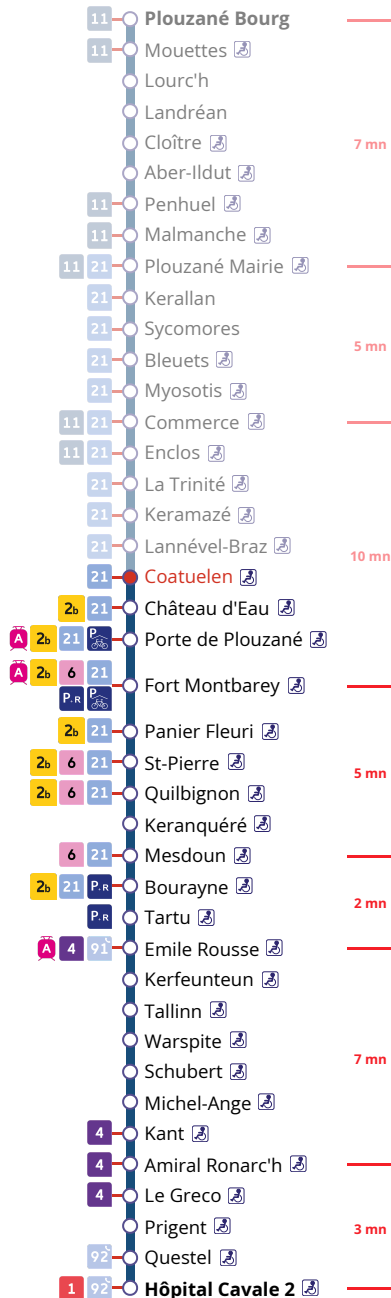 11 Plouzané Bourg
11 Mouettes
Lourc'h
Landréan
Cloître 7 mn
Aber-Ildut
11 Penhuel
11 Malmanche
11 21 Plouzané Mairie
21 Kerallan
21 Sycomores
5 mn
21 Bleuets
21 Myosotis
11 21 Commerce
11 21 Enclos
21 La Trinité
21 Keramazé
21 Lannével-Braz
10 mn
21 Coatuelen
2b 21 Château d'Eau
A 2b 21 P Porte de Plouzané
A 2b 6 21
Fort Montbarey
P.R P
2b 21 Panier Fleuri
2b 6 21 St-Pierre
5 mn
2b 6 21 Quilbignon
Keranquéré
6 21 Mesdoun
2b 21 P.R Bourayne
2 mn
P.R Tartu
A 4 91 Emile Rousse
Kerfeunteun
Tallinn
Warspite
7 mn
Schubert
Michel-Ange
4 Kant
4 Amiral Ronarc'h
4 Le Greco
Prigent 3 mn
92 Questel
1 92 Hôpital Cavale 2